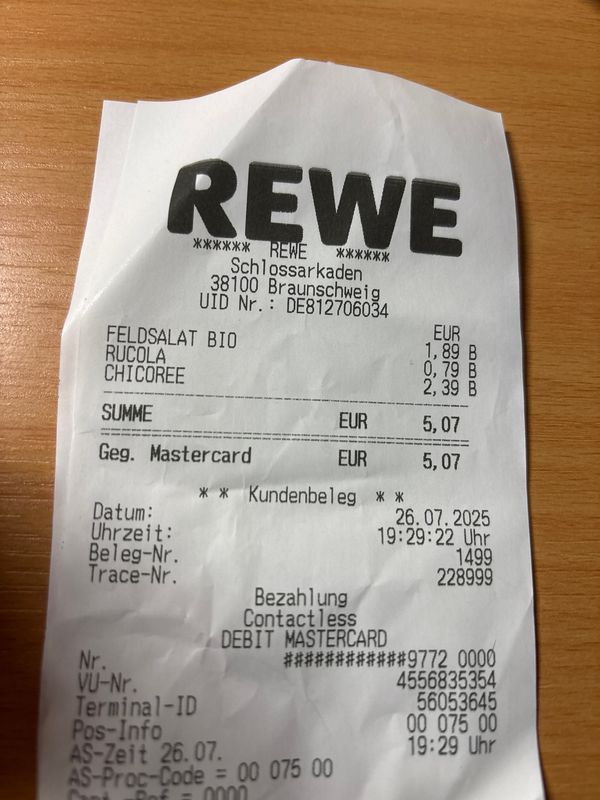 REWE
****** REWE ******
Schlossarkaden
38100 Braunschweig
UID Nr.: DE812706034
EUR
FELDSALAT BIO 1,89 B
RUCOLA 0,79 B
CHICOREE 2,39 B
SUMME EUR 5,07
Geg. Mastercard EUR 5,07
* * Kundenbeleg * *
Datum: 26.07.2025
Uhrzeit: 19:29:22 Uhr
Beleg-Nr. 1499
Trace-Nr. 228999
Bezahlung
Contactless
DEBIT MASTERCARD
Nr. ############9772 0000
VU-Nr. 4556835354
Terminal-ID 56053645
Pos-Info 00 075 00
AS-Zeit 26.07. 19:29 Uhr
AS-Proc-Code = 00 075 00
Capt.-Ref = 0000